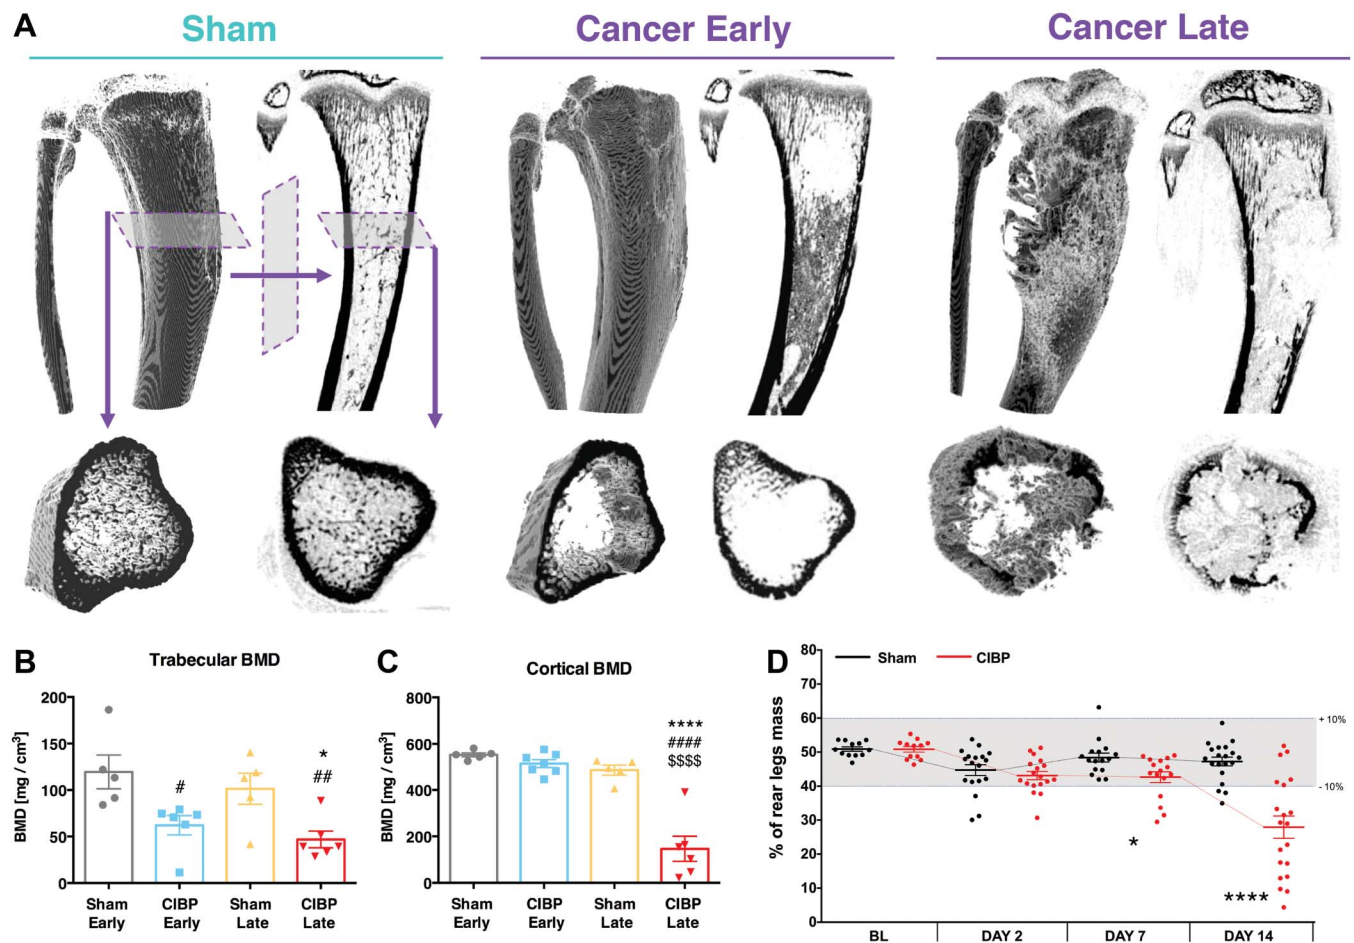 A
Sham
Cancer Early
Cancer Late
B
Trabecular BMD
BMD [mg / cm³]
200
150
100
50
0
#
*
##
Sham Early
CIBP Early
Sham Late
CIBP Late
C
Cortical BMD
BMD [mg / cm³]
800
600
400
200
0
****
####
$$$$
Sham Early
CIBP Early
Sham Late
CIBP Late
D
% of rear legs mass
80
70
60
50
40
30
20
10
0
Sham
CIBP
+ 10%
- 10%
*
****
BL
DAY 2
DAY 7
DAY 14